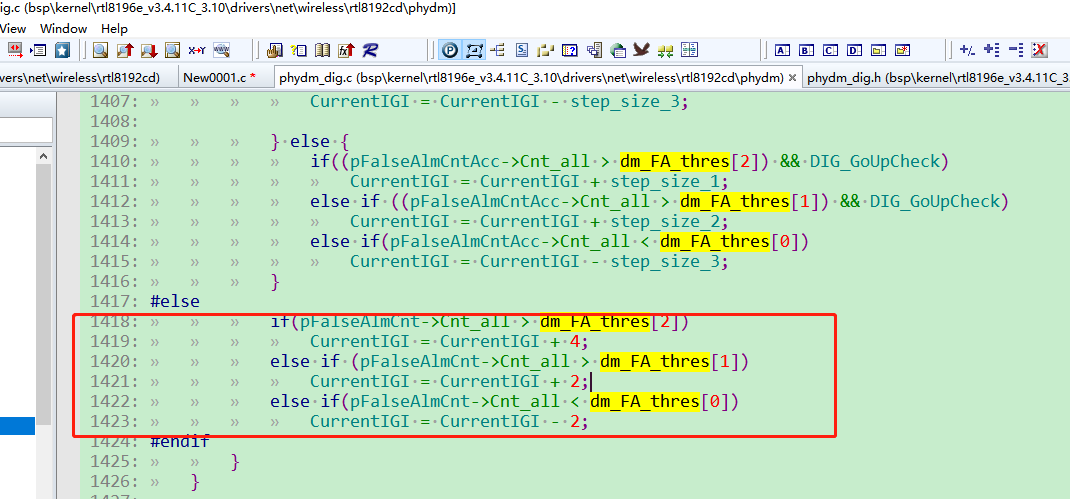 ig.c (bsp\kernel\rtl8196e_v3.4.11C_3.10\drivers\net\wireless\rtl8192cd\phydm)]
View Window Help
vers\net\wireless\rtl8192cd) New0001.c * phydm_dig.c (bsp\kernel\rtl8196e_v3.4.11C_3.10\drivers\net\wireless\rtl8192cd\phydm) × phydm_dig.h (bsp\kernel\rtl8196e_v3.4.11C_3.
1407: » » » » CurrentIGI = CurrentIGI - step_size_3;
1408:
1409: » » » } else {
1410: » » » » if((pFalseAlmCntAcc->Cnt_all > dm_FA_thres[2]) && DIG_GoUpCheck)
1411: » » » » » CurrentIGI = CurrentIGI + step_size_1;
1412: » » » » else if ((pFalseAlmCntAcc->Cnt_all > dm_FA_thres[1]) && DIG_GoUpCheck)
1413: » » » » » CurrentIGI = CurrentIGI + step_size_2;
1414: » » » » else if(pFalseAlmCntAcc->Cnt_all < dm_FA_thres[0])
1415: » » » » » CurrentIGI = CurrentIGI - step_size_3;
1416: » » » }
1417: #else
1418: » » » if(pFalseAlmCnt->Cnt_all > dm_FA_thres[2])
1419: » » » » CurrentIGI = CurrentIGI + 4;
1420: » » » else if (pFalseAlmCnt->Cnt_all > dm_FA_thres[1])
1421: » » » » CurrentIGI = CurrentIGI + 2;
1422: » » » else if(pFalseAlmCnt->Cnt_all < dm_FA_thres[0])
1423: » » » » CurrentIGI = CurrentIGI - 2;
1424: #endif
1425: » » }
1426: » }